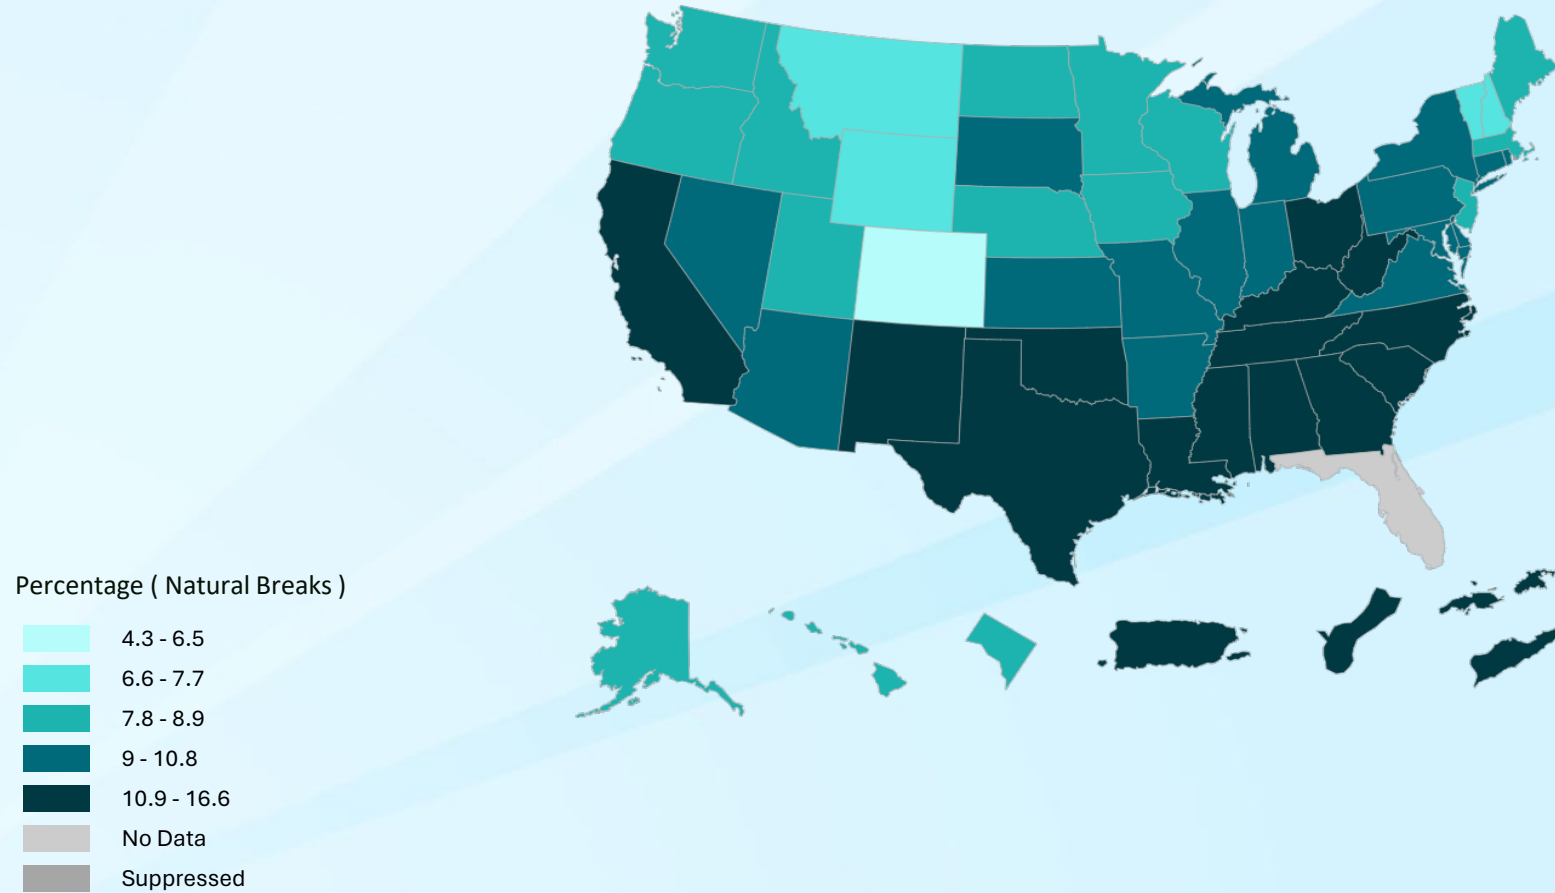 Percentage ( Natural Breaks )
4.3 - 6.5
6.6 - 7.7
7.8 - 8.9
9 - 10.8
10.9 - 16.6
No Data
Suppressed